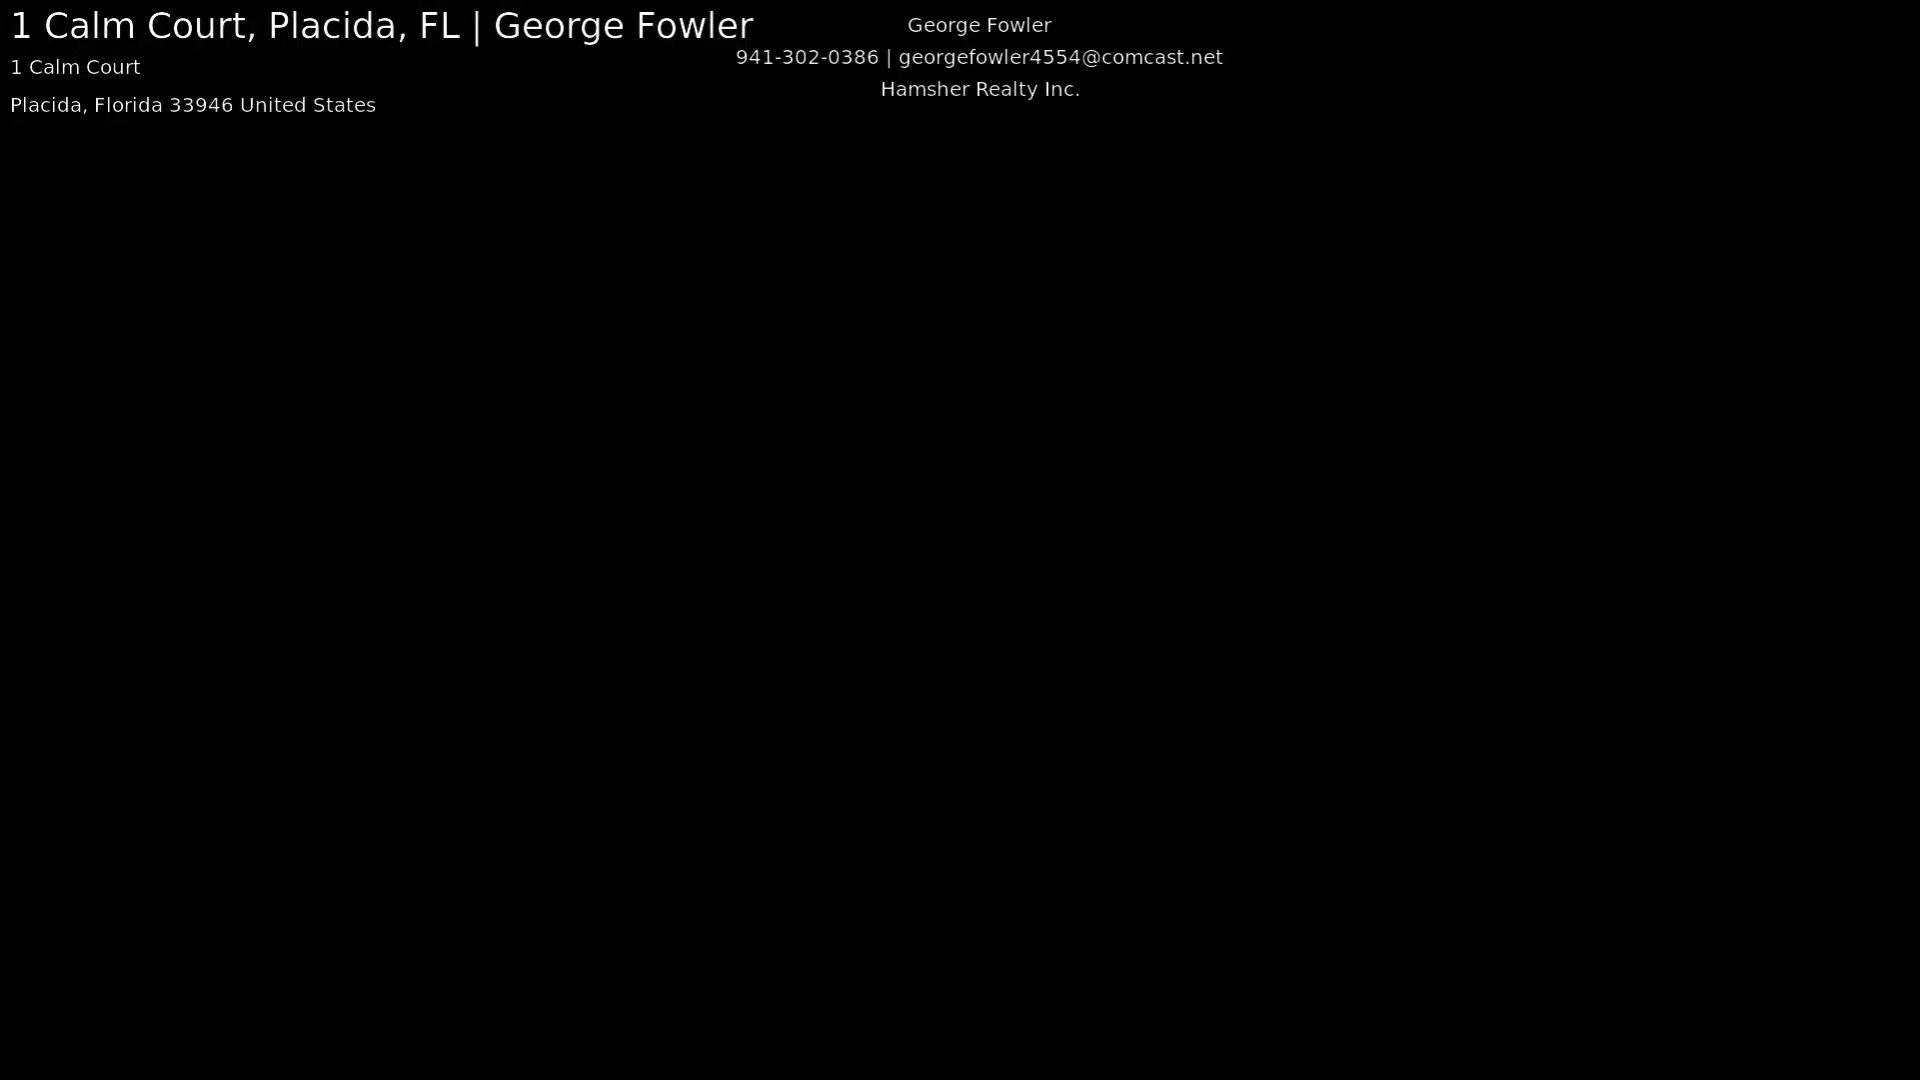 1 Calm Court, Placida, FL | George Fowler
1 Calm Court
Placida, Florida 33946 United States
George Fowler
941-302-0386 | georgefowler4554@comcast.net
Hamsher Realty Inc.